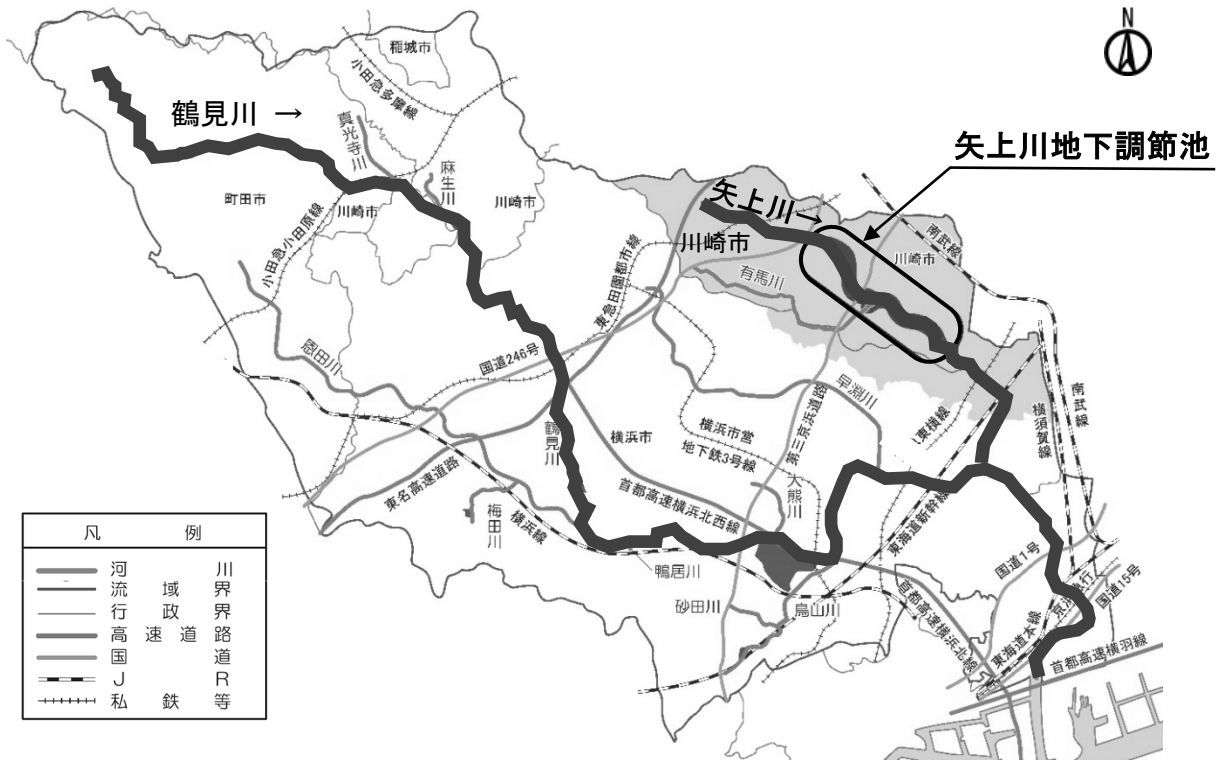 N
稲城市
小田急多摩線
鶴見川 →
真光寺川
麻生川
矢上川地下調節池
町田市
川崎市
川崎市
矢上川→
川崎市
川崎市
南武線
小田急小田原線
東急田園都市線
有馬川
恩田川
国道246号
早淵川
第三京浜道路
東横線
横須賀線
南武線
鶴見川
横浜市
横浜市営
地下鉄3号線
東名高速道路
首都高速横浜北西線
大熊川
東海道新幹線
梅田川
横浜線
鴨居川
国道1号
京浜急行
国道15号
砂田川
鳥山川
首都高速横浜北線
東海道本線
首都高速横羽線
凡 例
河 川
流 域 界
行 政 界
高 速 道 路
国 道
J R
私 鉄 等